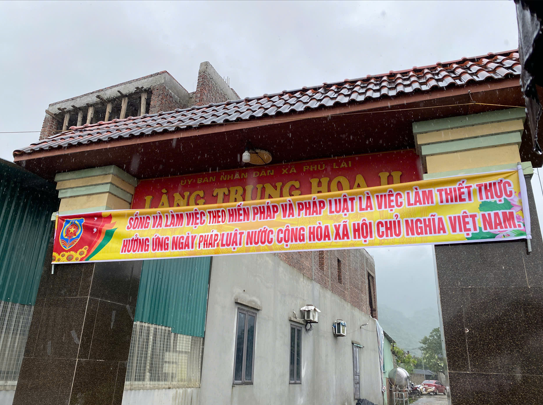 ỦY BAN NHÂN DÂN XÃ PHÚ LAI
LÀNG TRUNG HOA II
SỐNG VÀ LÀM VIỆC THEO HIẾN PHÁP VÀ PHÁP LUẬT LÀ VIỆC LÀM THIẾT THỰC
HƯỞNG ỨNG NGÀY PHÁP LUẬT NƯỚC CỘNG HÒA XÃ HỘI CHỦ NGHĨA VIỆT NAM